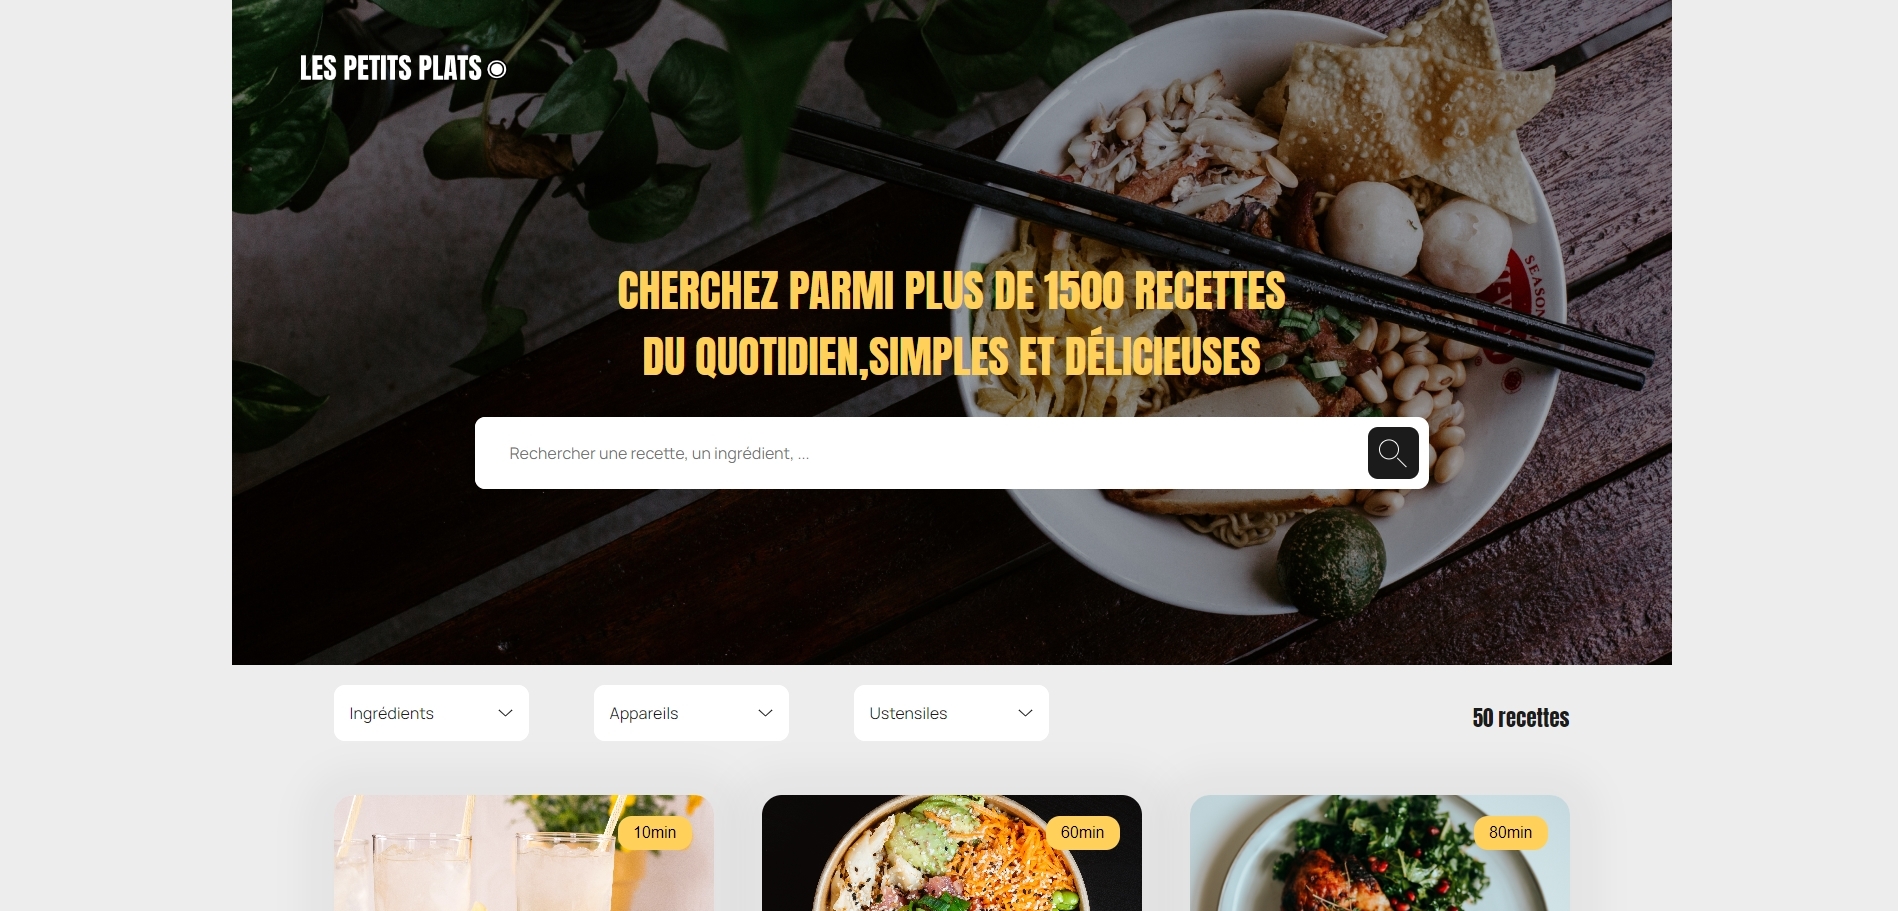 LES PETITS PLATS
CHERCHEZ PARMI PLUS DE 1500 RECETTES
DU QUOTIDIEN,SIMPLES ET DÉLICIEUSES
Rechercher une recette, un ingrédient, ...
Ingrédients
Appareils
Ustensiles
50 recettes
10min
60min
80min